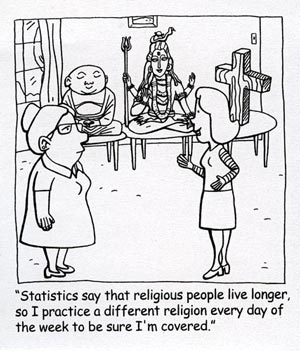 "Statistics say that religious people live longer,
so I practice a different religion every day of
the week to be sure I'm covered."